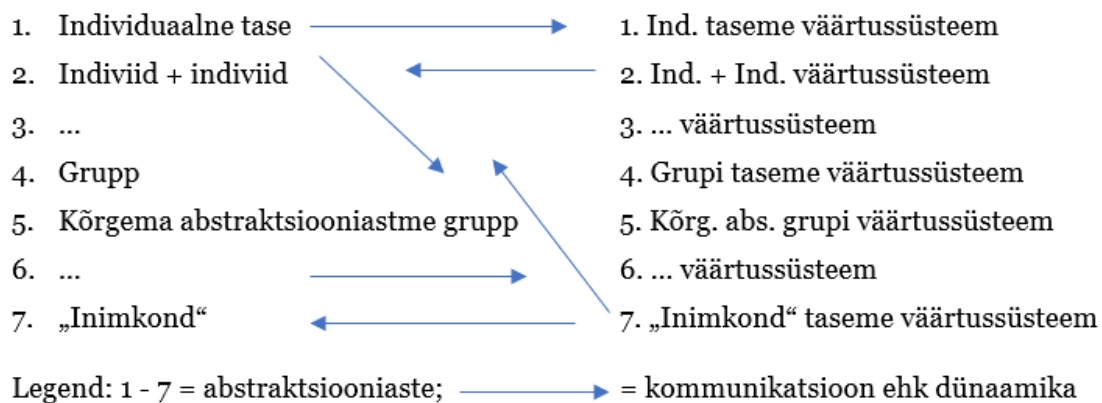 1. Individuaalne tase 1. Ind. taseme väärtussüsteem
2. Indiviid + indiviid 2. Ind. + Ind. väärtussüsteem
3. ... 3. ... väärtussüsteem
4. Grupp 4. Grupi taseme väärtussüsteem
5. Kõrgema abstraktsiooniastme grupp 5. Kõrg. abs. grupi väärtussüsteem
6. ... 6. ... väärtussüsteem
7. „Inimkond“ 7. „Inimkond“ taseme väärtussüsteem
Legend: 1 - 7 = abstraktsiooniaste; = kommunikatsioon ehk dünaamika